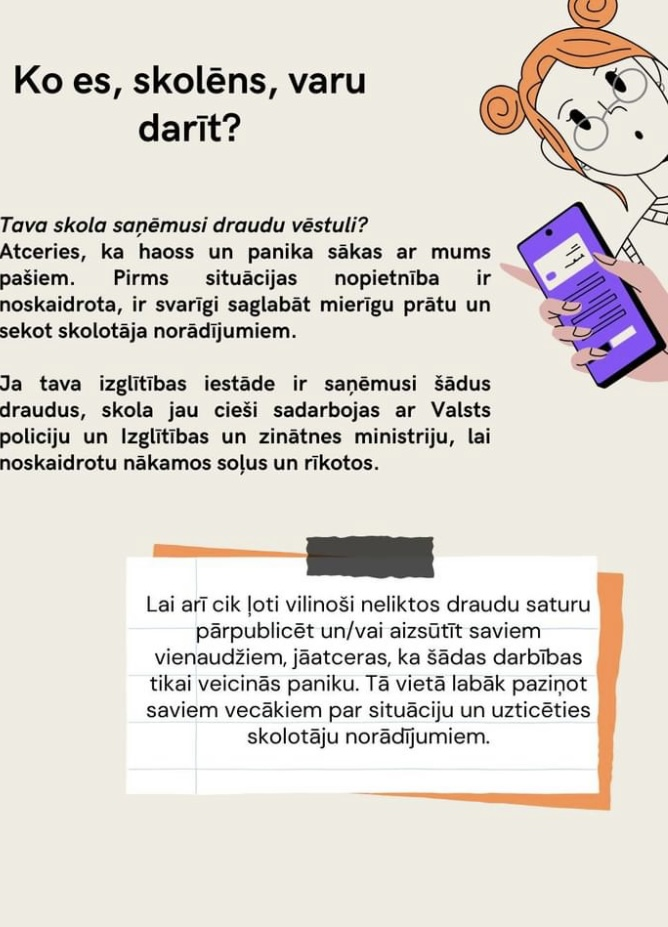 Ko es, skolēns, varu
darīt?
Tava skola saņēmusi draudu vēstuli?
Atceries, ka haoss un panika sākas ar mums
pašiem. Pirms situācijas nopietnība ir
noskaidrota, ir svarīgi saglabāt mierīgu prātu un
sekot skolotāja norādījumiem.
Ja tava izglītības iestāde ir saņēmusi šādus
draudus, skola jau cieši sadarbojas ar Valsts
policiju un Izglītības un zinātnes ministriju, lai
noskaidrotu nākamos soļus un rīkotos.
Lai arī cik ļoti vilinoši neliktos draudu saturu
pārpublicēt un/vai aizsūtīt saviem
vienaudžiem, jāatceras, ka šādas darbības
tikai veicinās paniku. Tā vietā labāk paziņot
saviem vecākiem par situāciju un uzticēties
skolotāju norādījumiem.